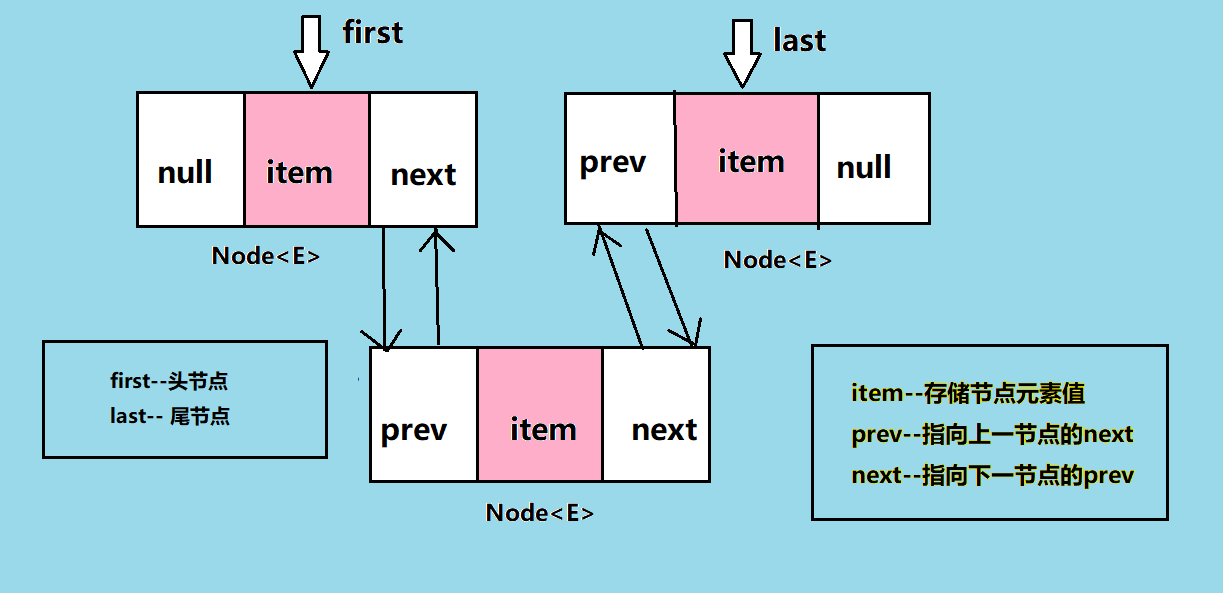 first
last
null item next
prev item null
Node<E>
Node<E>
first--头节点
last-- 尾节点
prev item next
item--存储节点元素值
prev--指向上一节点的next
next--指向下一节点的prev
Node<E>